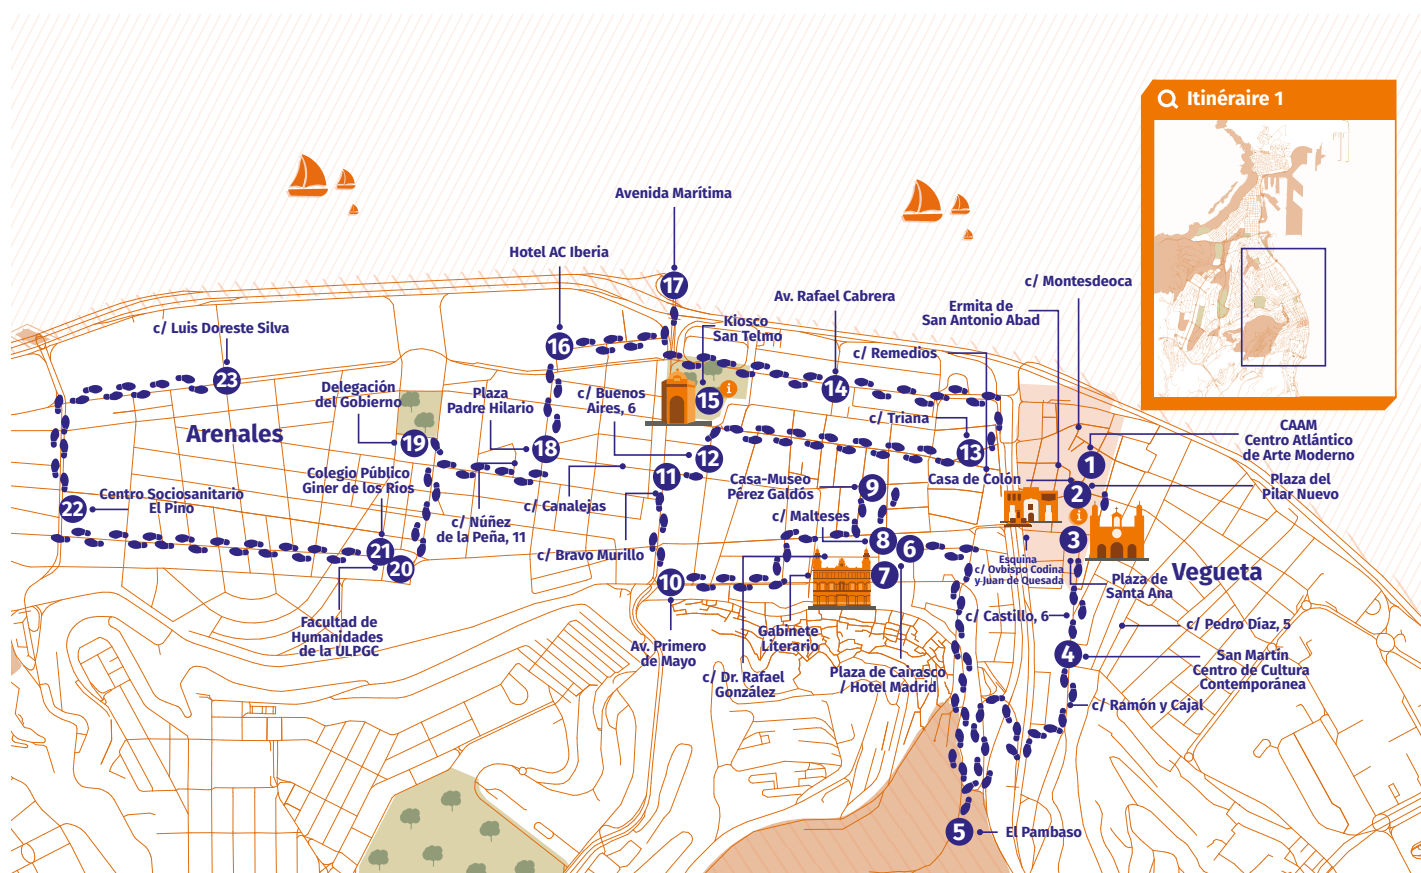 Itinéraire 1
Avenida Marítima
Hotel AC Iberia
17
c/ Montesdeoca
Av. Rafael Cabrera
Ermita de
San Antonio Abad
c/ Luis Doreste Silva
Kiosco
San Telmo
16
c/ Remedios
23
Delegación
del Gobierno
Plaza
Padre Hilario
c/ Buenos
Aires, 6
i
14
15
c/ Triana
CAAM
Centro Atlántico
de Arte Moderno
Arenales
19
18
12
13
1
Colegio Público
Giner de los Ríos
11
Casa-Museo
Pérez Galdós
9
Casa de Colón
2
Plaza del
Pilar Nuevo
Centro Sociosanitario
El Pino
22
c/ Canalejas
c/ Núñez
de la Peña, 11
c/ Malteses
i
c/ Bravo Murillo
21
20
8
6
7
3
Esquina
c/ Ovbispo Codina
y Juan de Quesada
Vegueta
Plaza de
Santa Ana
10
Facultad de
Humanidades
de la ULPGC
Av. Primero
de Mayo
Gabinete
Literario
c/ Castillo, 6
c/ Pedro Díaz, 5
4
San Martín
Centro de Cultura
Contemporánea
c/ Dr. Rafael
González
Plaza de Cairasco
/ Hotel Madrid
c/ Ramón y Cajal
5
El Pambaso